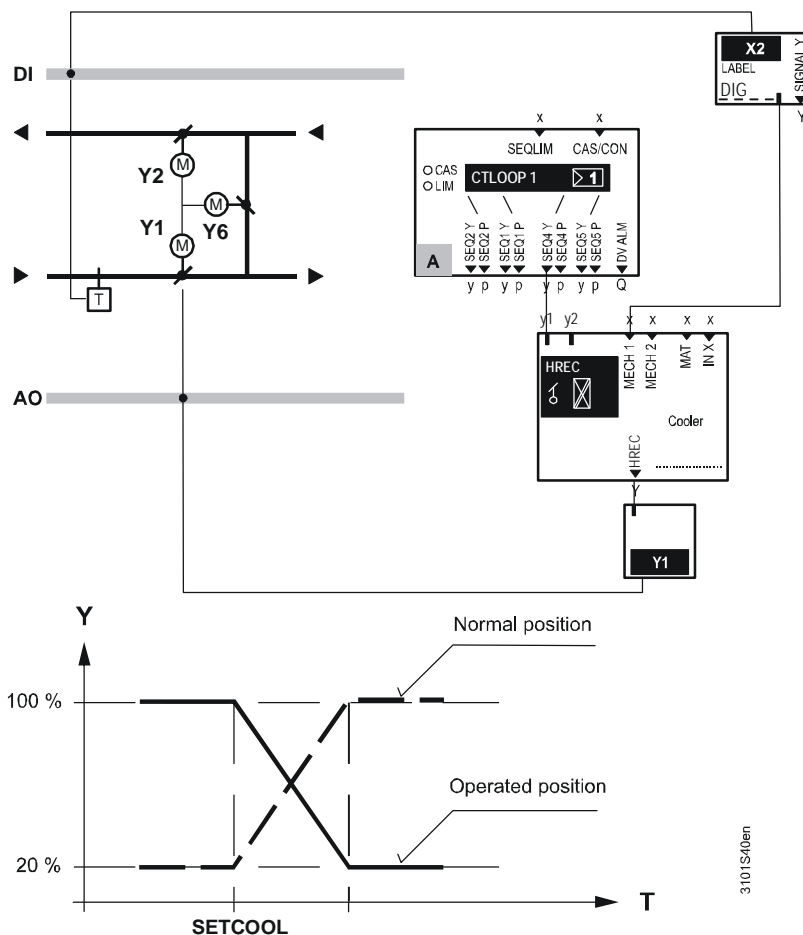 X2
LABEL
DIG
SIGNAL Y
Y
DI
Y2
M
M
Y1
Y6
M
T
x x
SEQLIM CAS/CON
CAS
LIM
CTLOOP 1
1
A
SEQ2 Y
SEQ2 P
SEQ1 Y
SEQ1 P
SEQ4 Y
SEQ4 P
SEQ5 Y
SEQ5 P
DV ALM
y p y p y p y p Q
y1 y2 x x x x
HREC
MECH 1
MECH 2
MAT
IN X
Cooler
HREC
Y
AO
Y1
Y
Normal position
100 %
Operated position
20 %
T
SETCOOL
3101S40en